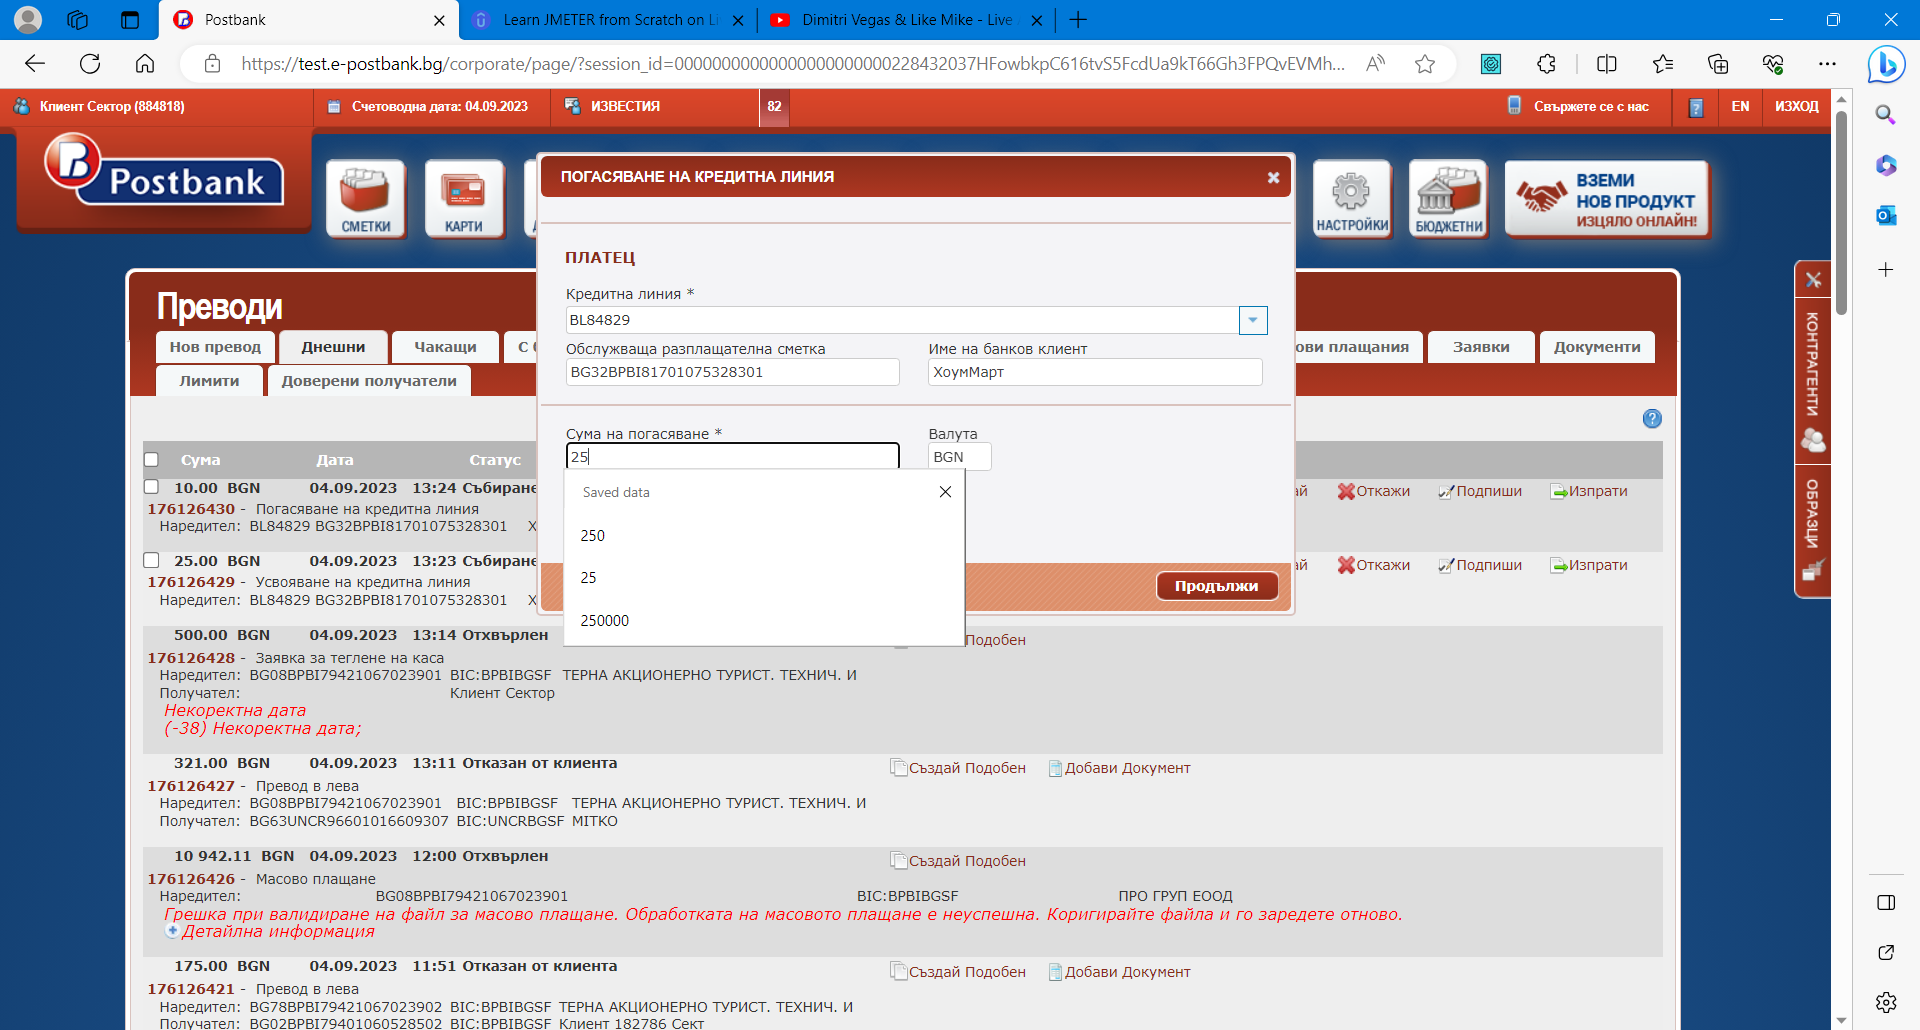 Postbank
Learn JMETER from Scratch on Li
Dimitri Vegas & Like Mike - Live
https://test.e-postbank.bg/corporate/page/?session_id=
Клиент Сектор (884818)
Счетоводна дата: 04.09.2023
ИЗВЕСТИЯ
82
Свържете се с нас
EN
ИЗХОД
Postbank
СМЕТКИ
КАРТИ
НАСТРОЙКИ
БЮДЖЕТНИ
ВЗЕМИ
НОВ ПРОДУКТ
ИЗЦЯЛО ОНЛАЙН!
ПОГАСЯВАНЕ НА КРЕДИТНА ЛИНИЯ
ПЛАТЕЦ
Кредитна линия *
BL84829
Обслужваща разплащателна сметка
Име на банков клиент
BG32BPBI81701075328301
ХоумМарт
Сума на погасяване *
Валута
25
BGN
Saved data
250
25
250000
Продължи
Преводи
Нов превод
Днешни
Чакащи
С
ови плащания
Заявки
Документи
Лимити
Доверени получатели
КОНТРАГЕНТИ
ОБРАЗЦИ
Сума Дата Статус
10.00 BGN 04.09.2023 13:24 Събиране
ай Откажи Подпиши Изпрати
176126430 - Погасяване на кредитна линия
Наредител: BL84829 BG32BPBI81701075328301 Х
25.00 BGN 04.09.2023 13:23 Събиране
ай Откажи Подпиши Изпрати
176126429 - Усвояване на кредитна линия
Наредител: BL84829 BG32BPBI81701075328301 Х
500.00 BGN 04.09.2023 13:14 Отхвърлен
Подобен
176126428 - Заявка за теглене на каса
Наредител: BG08BPBI79421067023901 BIC:BPBIBGSF ТЕРНА АКЦИОНЕРНО ТУРИСТ. ТЕХНИЧ. И
Получател: Клиент Сектор
Некоректна дата
(-38) Некоректна дата;
321.00 BGN 04.09.2023 13:11 Отказан от клиента
Създай Подобен Добави Документ
176126427 - Превод в лева
Наредител: BG08BPBI79421067023901 BIC:BPBIBGSF ТЕРНА АКЦИОНЕРНО ТУРИСТ. ТЕХНИЧ. И
Получател: BG63UNCR96601016609307 BIC:UNCRBGSF MITKO
10 942.11 BGN 04.09.2023 12:00 Отхвърлен
Създай Подобен
176126426 - Масово плащане
Наредител: BG08BPBI79421067023901 BIC:BPBIBGSF ПРО ГРУП ЕООД
Грешка при валидиране на файл за масово плащане. Обработката на масовото плащане е неуспешна. Коригирайте файла и го заредете отново.
Детайлна информация
175.00 BGN 04.09.2023 11:51 Отказан от клиента
Създай Подобен Добави Документ
176126421 - Превод в лева
Наредител: BG78BPBI79421067023902 BIC:BPBIBGSF ТЕРНА АКЦИОНЕРНО ТУРИСТ. ТЕХНИЧ. И
Получател: BG02BPBI79401060528502 BIC:BPBIBGSF Клиент 182786 Сект